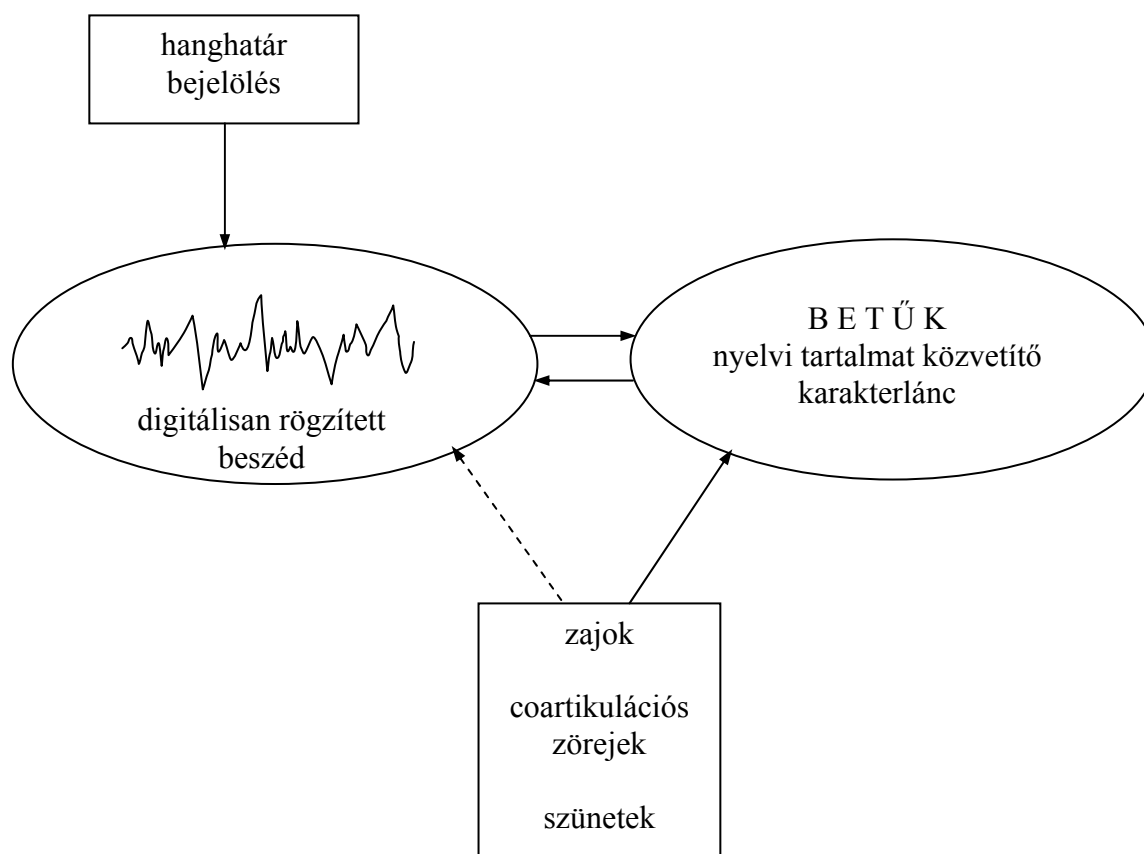 hanghatár
bejelölés
digitálisan rögzített
beszéd
B E T Ű K
nyelvi tartalmat közvetítő
karakterlánc
zajok
coartikulációs
zörejek
szünetek